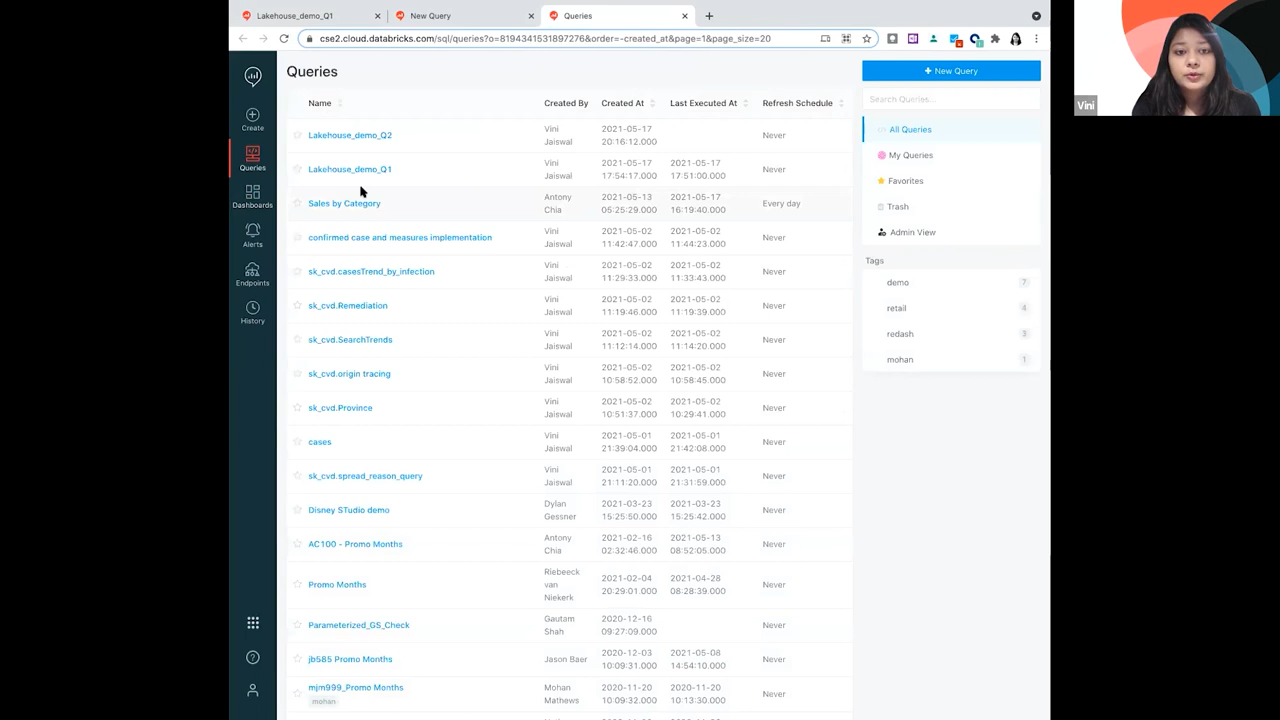 Lakehouse_demo_Q1
New Query
Queries
cse2.cloud.databricks.com/sql/queries?o=8194341531897276&order=-created_at&page=1&page_size=20
Vini
Create
Queries
Dashboards
Alerts
Endpoints
History
Queries
Name Created By Created At Last Executed At Refresh Schedule
Lakehouse_demo_Q2 Vini Jaiswal 2021-05-17 20:16:12.000 Never
Lakehouse_demo_Q1 Vini Jaiswal 2021-05-17 17:54:17.000 2021-05-17 17:51:00.000 Never
Sales by Category Antony Chia 2021-05-13 05:25:29.000 2021-05-17 16:19:40.000 Every day
confirmed case and measures implementation Vini Jaiswal 2021-05-02 11:42:47.000 2021-05-02 11:44:23.000 Never
sk_cvd.casesTrend_by_infection Vini Jaiswal 2021-05-02 11:29:33.000 2021-05-02 11:33:43.000 Never
sk_cvd.Remediation Vini Jaiswal 2021-05-02 11:19:46.000 2021-05-02 11:19:39.000 Never
sk_cvd.SearchTrends Vini Jaiswal 2021-05-02 11:12:14.000 2021-05-02 11:14:20.000 Never
sk_cvd.origin tracing Vini Jaiswal 2021-05-02 10:58:52.000 2021-05-02 10:58:45.000 Never
sk_cvd.Province Vini Jaiswal 2021-05-02 10:51:37.000 2021-05-02 10:29:41.000 Never
cases Vini Jaiswal 2021-05-01 21:39:04.000 2021-05-01 21:42:08.000 Never
sk_cvd.spread_reason_query Vini Jaiswal 2021-05-01 21:11:20.000 2021-05-01 21:31:59.000 Never
Disney STudio demo Dylan Gessner 2021-03-23 15:25:50.000 2021-03-23 15:25:42.000 Never
AC100 - Promo Months Antony Chia 2021-02-16 02:32:46.000 2021-05-13 08:52:05.000 Never
Promo Months Riebeeck van Niekerk 2021-02-04 20:29:01.000 2021-04-28 08:28:39.000 Never
Parameterized_GS_Check Gautam Shah 2020-12-16 09:27:09.000 Never
jb585 Promo Months Jason Baer 2020-12-03 10:09:31.000 2021-05-08 14:54:10.000 Never
mjm999_Promo Months Mohan Mathews 2020-11-20 10:09:32.000 2020-11-20 10:13:30.000 Never
mohan
+ New Query
Search Queries...
All Queries
My Queries
Favorites
Trash
Admin View
Tags
demo 7
retail 4
redash 3
mohan 1